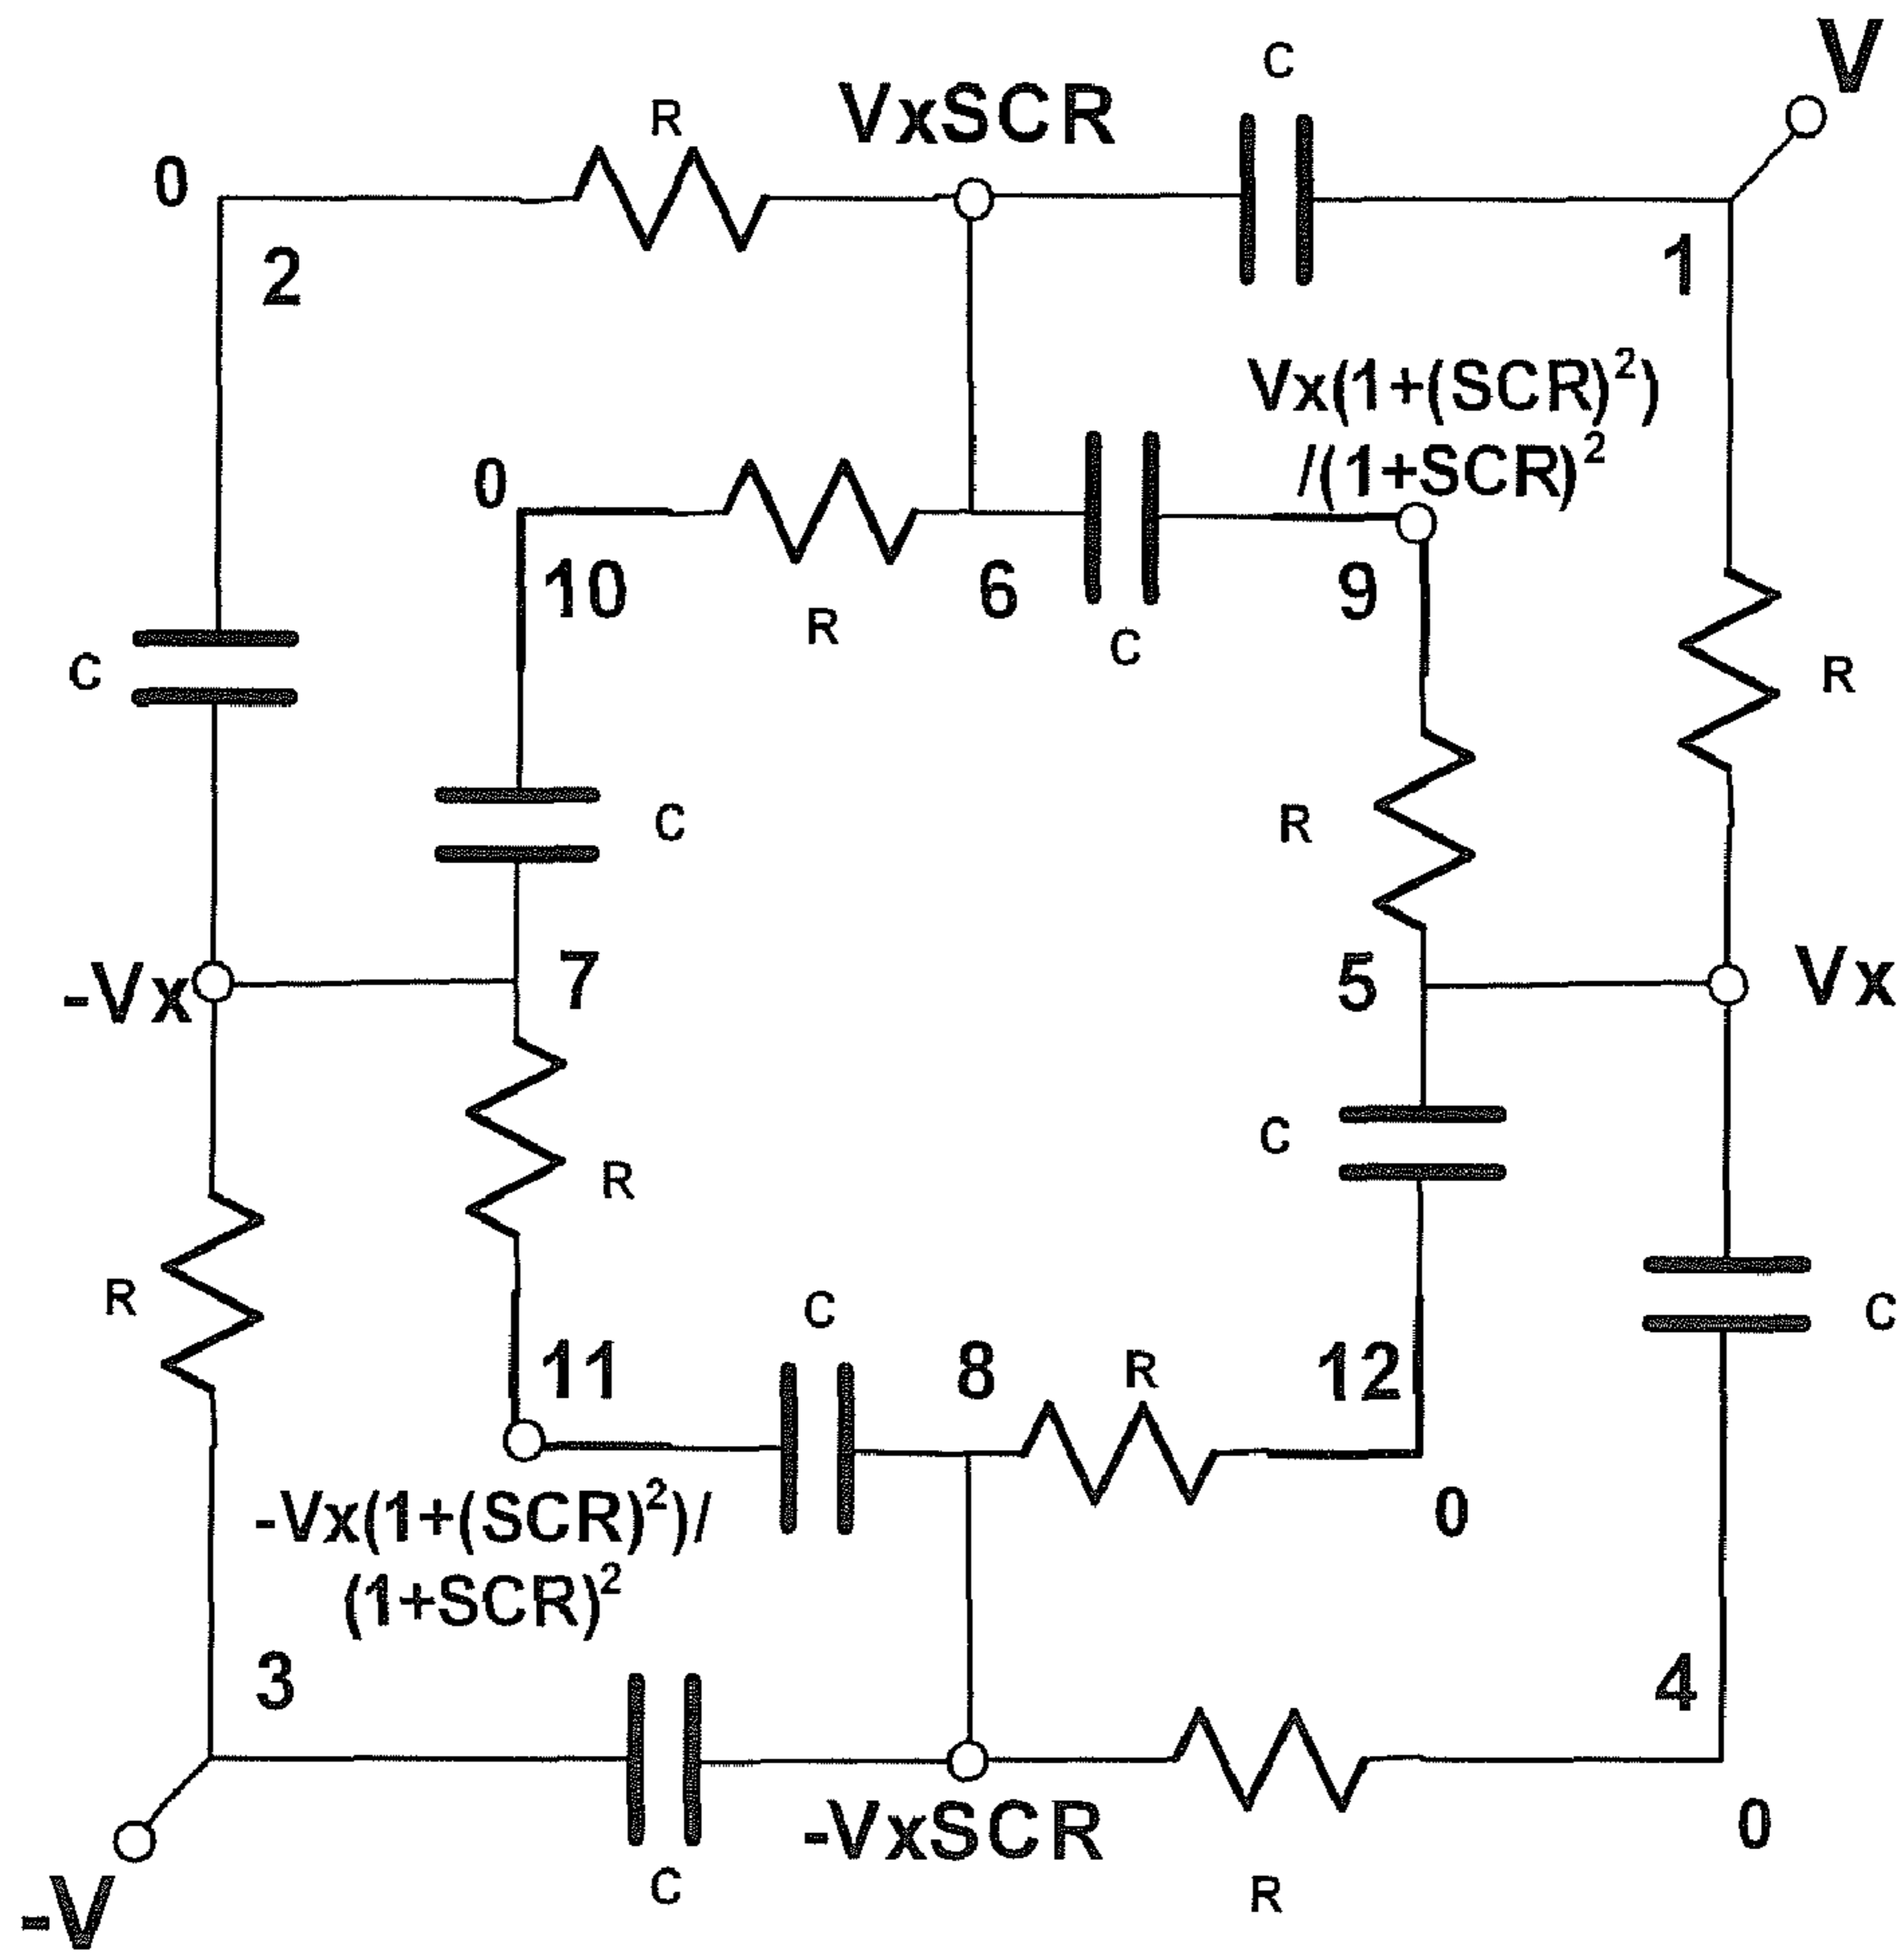 V
C
VxSCR
R
0
2
1
Vx(1+(SCR)²)
/(1+SCR)²
0
10
6
9
R
C
C
R
C
R
-Vx
7
5
Vx
C
R
R
C
C
11
8
R
12
-Vx(1+(SCR)²)/
(1+SCR)²
0
3
4
-VxSCR
0
-V
C
R